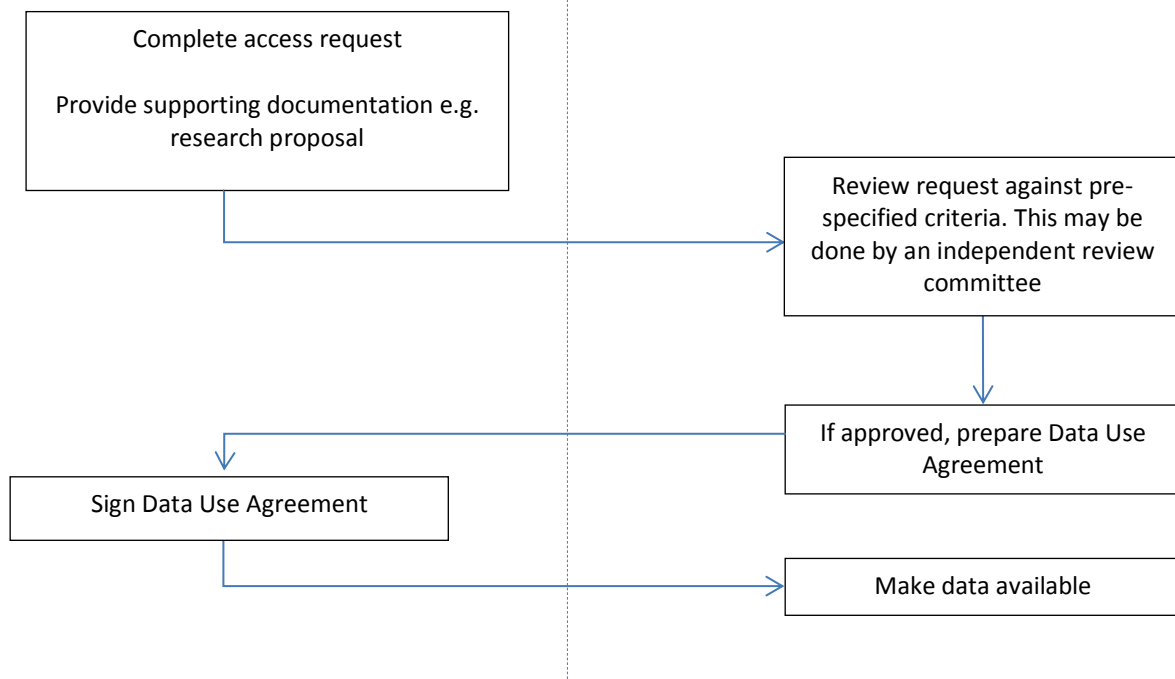 Complete access request
Provide supporting documentation e.g.
research proposal
Review request against pre-
specified criteria. This may be
done by an independent review
committee
If approved, prepare Data Use
Agreement
Sign Data Use Agreement
Make data available